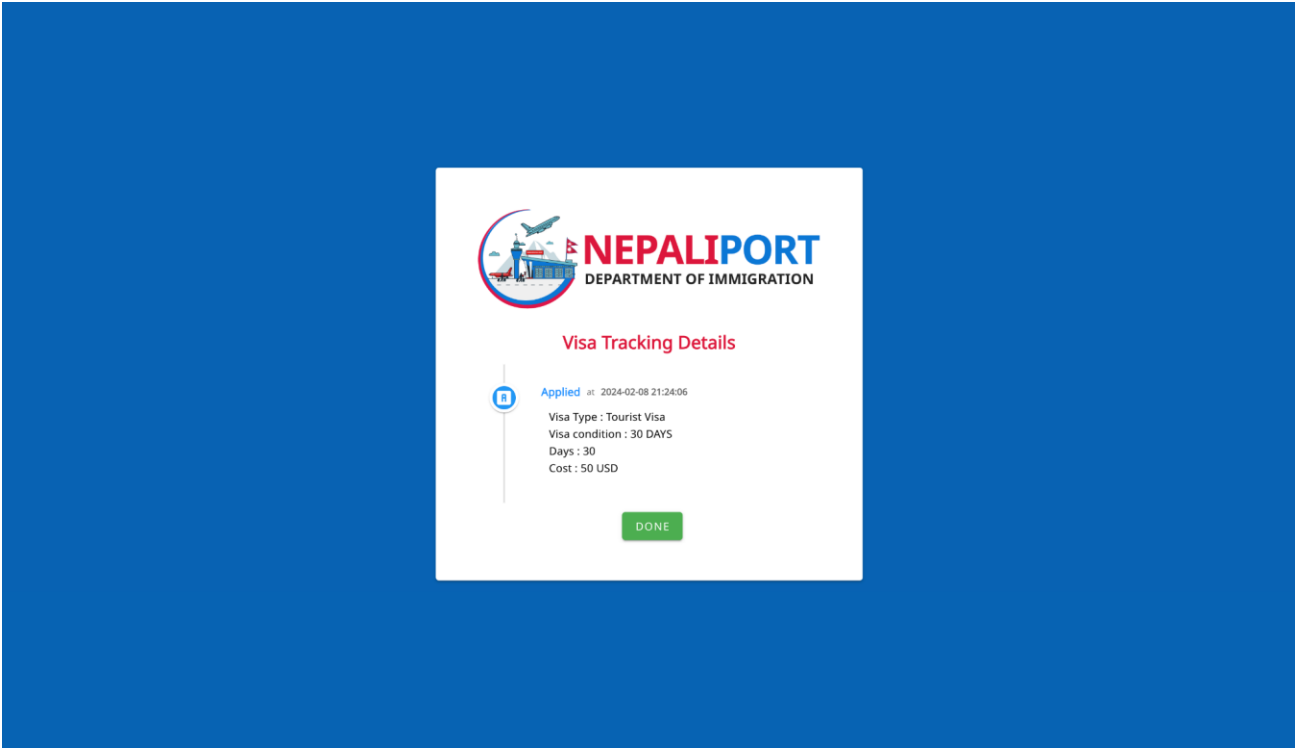 NEPALIPORT
DEPARTMENT OF IMMIGRATION
Visa Tracking Details
Applied at 2024-02-08 21:24:06
Visa Type : Tourist Visa
Visa condition : 30 DAYS
Days : 30
Cost : 50 USD
DONE